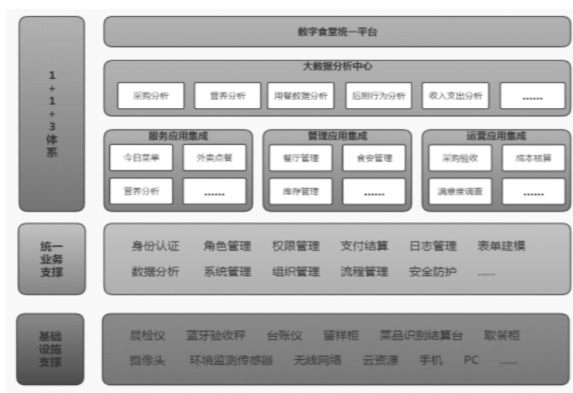 1+1+3体系
数字食堂统一平台
大数据分析中心
采购分析 营养分析 用餐数据分析 后厨行为分析 收入支出分析 ......
服务应用集成 管理应用集成 运营应用集成
今日菜单 外卖点餐 餐厅管理 食安管理 采购验收 成本核算
营养分析 ...... 库存管理 ...... 满意度调查 ......
统一
业务
支撑
身份认证 角色管理 权限管理 支付结算 日志管理 表单建模
数据分析 系统管理 组织管理 流程管理 安全防护 ......
基础
设施
支撑
晨检仪 蓝牙验收秤 台账仪 留样柜 菜品识别结算台 取餐柜
摄像头 环境监测传感器 无线网络 云资源 手机 PC ......